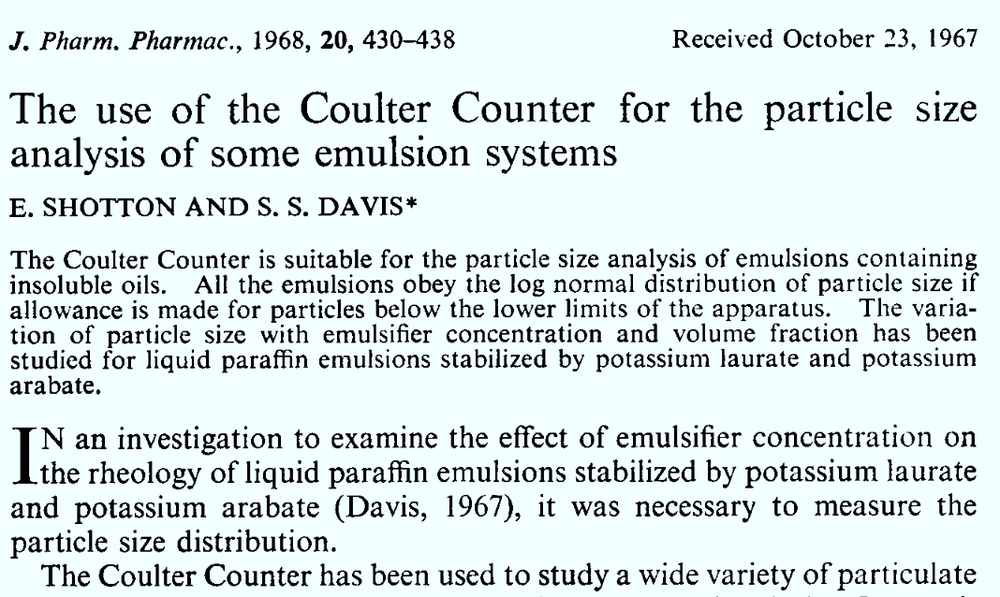 J. Pharm. Pharmac., 1968, 20, 430–438 Received October 23, 1967
The use of the Coulter Counter for the particle size
analysis of some emulsion systems
E. SHOTTON AND S. S. DAVIS*
The Coulter Counter is suitable for the particle size analysis of emulsions containing
insoluble oils. All the emulsions obey the log normal distribution of particle size if
allowance is made for particles below the lower limits of the apparatus. The varia-
tion of particle size with emulsifier concentration and volume fraction has been
studied for liquid paraffin emulsions stabilized by potassium laurate and potassium
arabate.
IN an investigation to examine the effect of emulsifier concentration on
the rheology of liquid paraffin emulsions stabilized by potassium laurate
and potassium arabate (Davis, 1967), it was necessary to measure the
particle size distribution.
The Coulter Counter has been used to study a wide variety of particulate